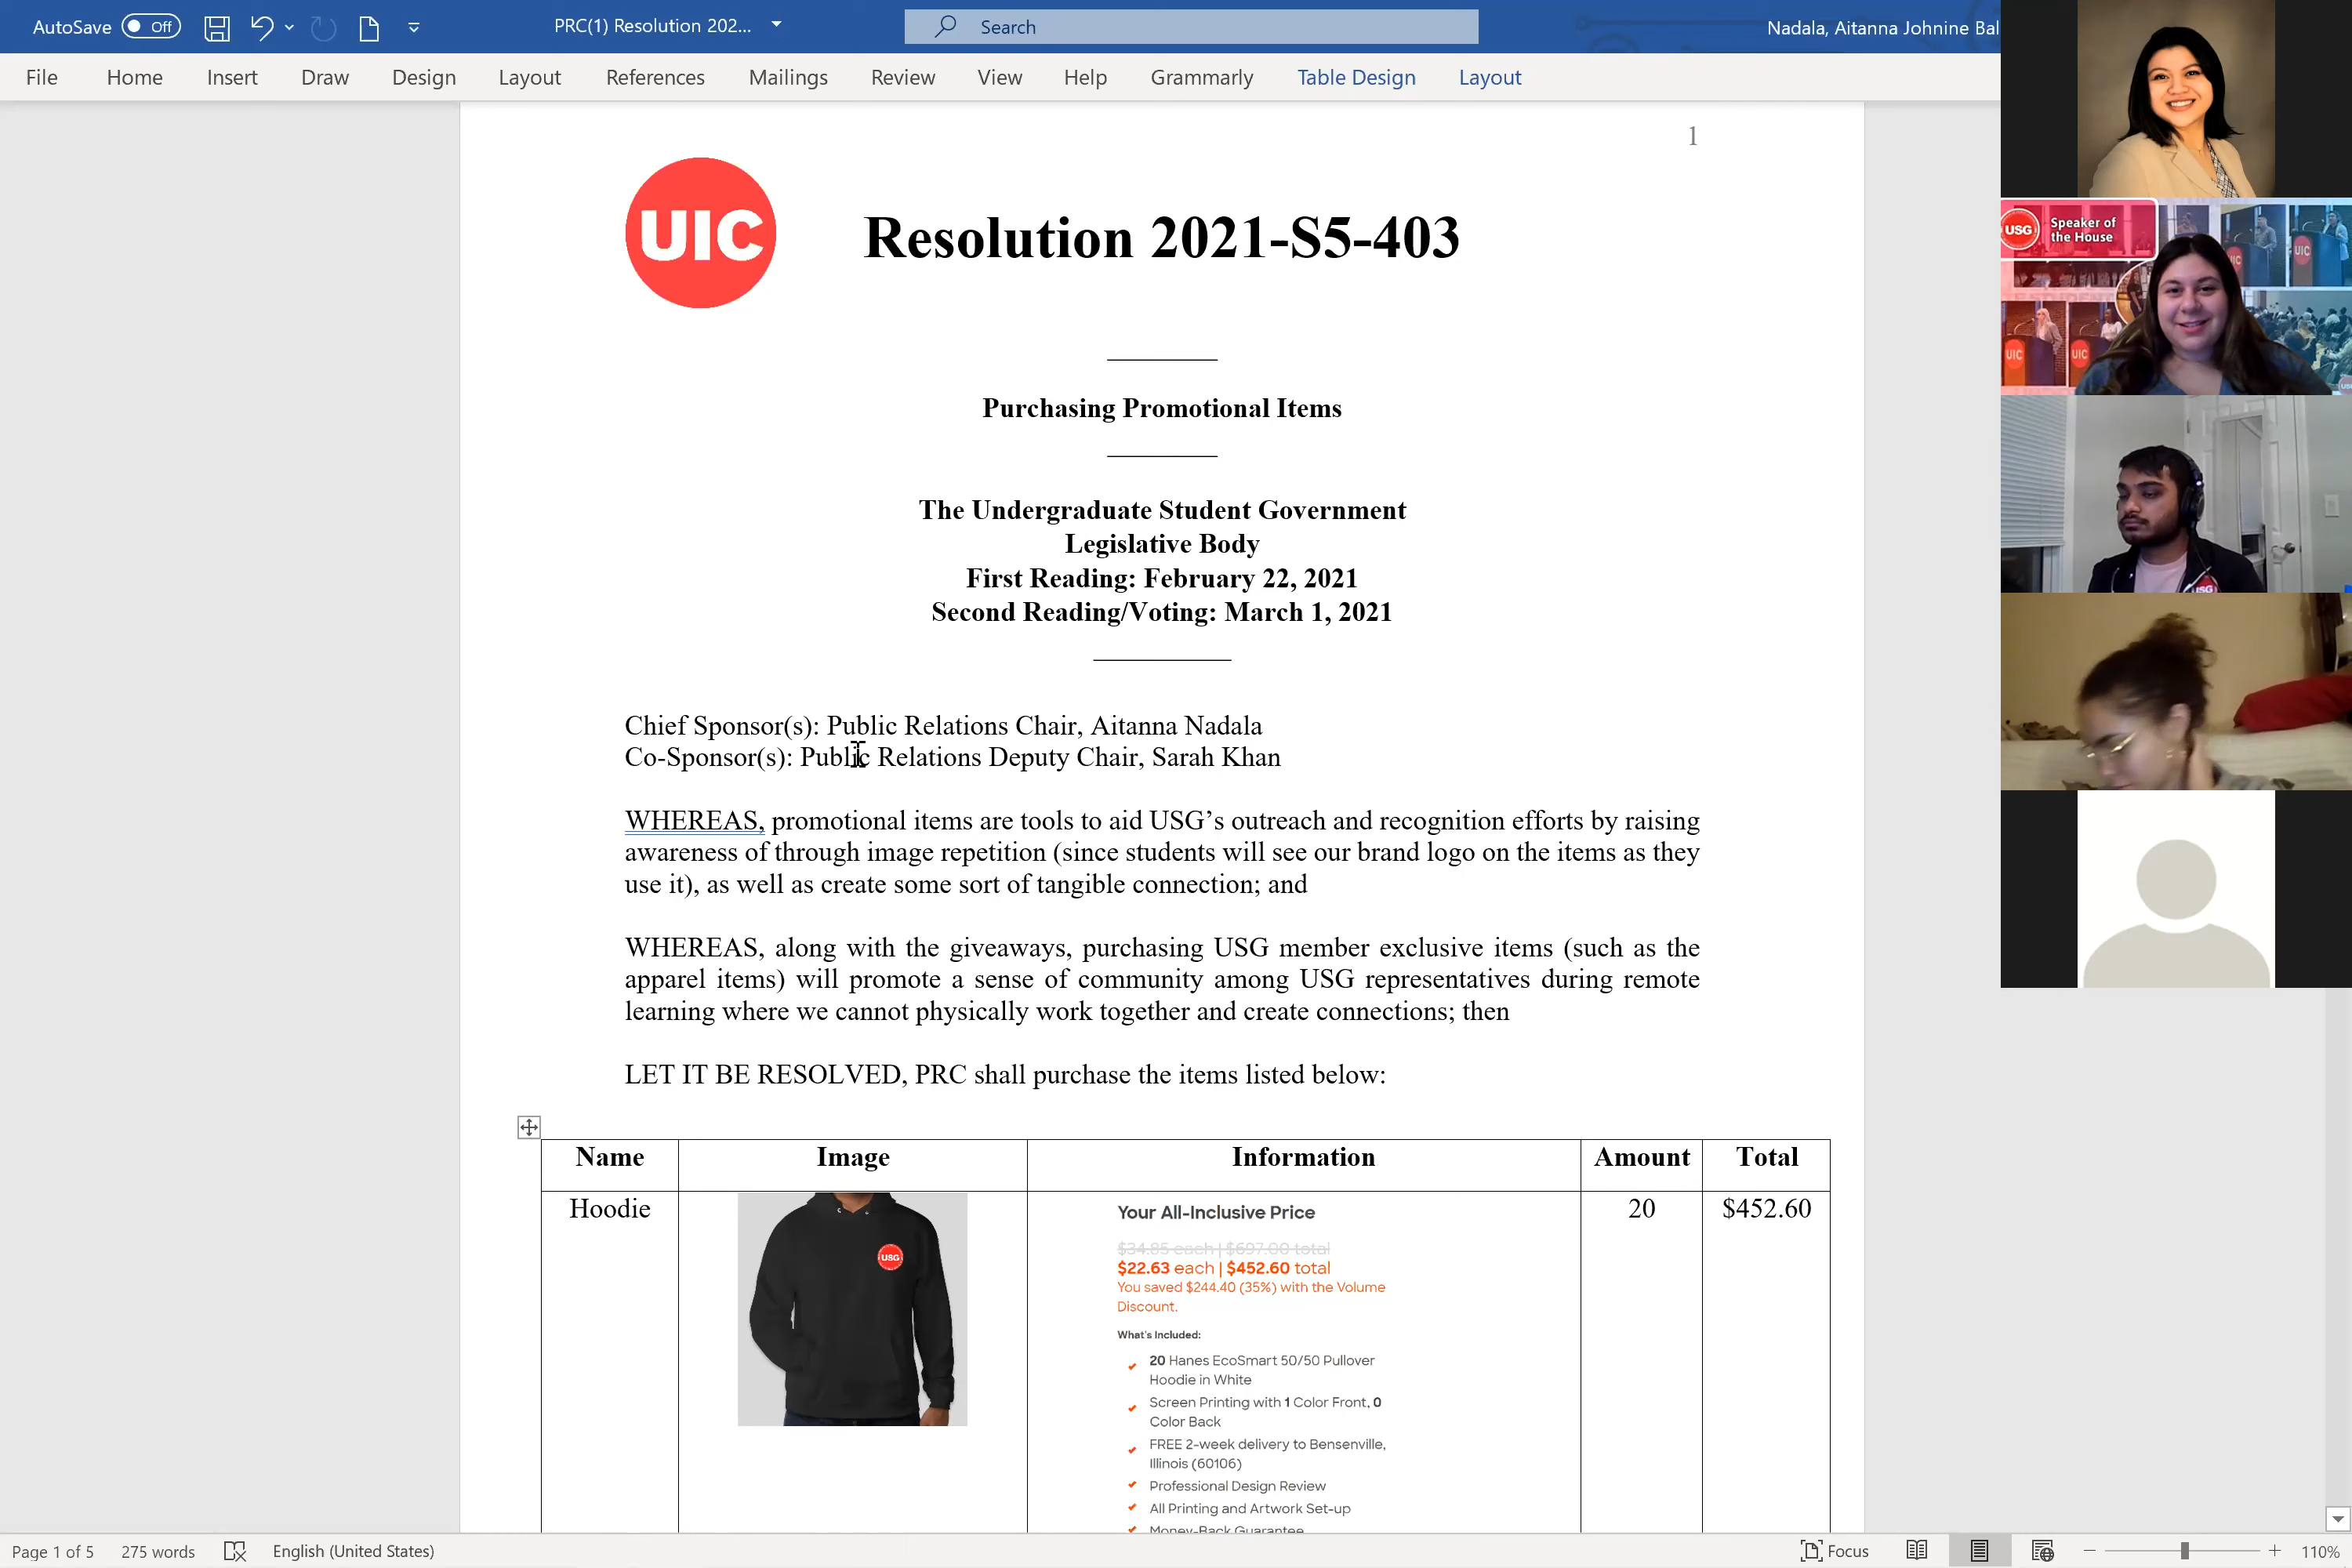 AutoSave Off PRC(1) Resolution 202... Search Nadala, Aitanna Johnine Bal
File Home Insert Draw Design Layout References Mailings Review View Help Grammarly Table Design Layout
1
UIC
Resolution 2021-S5-403
Purchasing Promotional Items
The Undergraduate Student Government
Legislative Body
First Reading: February 22, 2021
Second Reading/Voting: March 1, 2021
Chief Sponsor(s): Public Relations Chair, Aitanna Nadala
Co-Sponsor(s): Public Relations Deputy Chair, Sarah Khan
WHEREAS, promotional items are tools to aid USG’s outreach and recognition efforts by raising
awareness of through image repetition (since students will see our brand logo on the items as they
use it), as well as create some sort of tangible connection; and
WHEREAS, along with the giveaways, purchasing USG member exclusive items (such as the
apparel items) will promote a sense of community among USG representatives during remote
learning where we cannot physically work together and create connections; then
LET IT BE RESOLVED, PRC shall purchase the items listed below:
Name Image Information Amount Total
Hoodie
USG
Your All-Inclusive Price
$34.85 each | $697.00 total
$22.63 each | $452.60 total
You saved $244.40 (35%) with the Volume
Discount.
What's Included:
20 Hanes EcoSmart 50/50 Pullover
Hoodie in White
Screen Printing with 1 Color Front, 0
Color Back
FREE 2-week delivery to Bensenville,
Illinois (60106)
Professional Design Review
All Printing and Artwork Set-up
Money-Back Guarantee
20
$452.60
USG
Speaker of
the House
UIC
UIC
UIC
UIC
USG
Page 1 of 5 275 words English (United States) Focus 110%